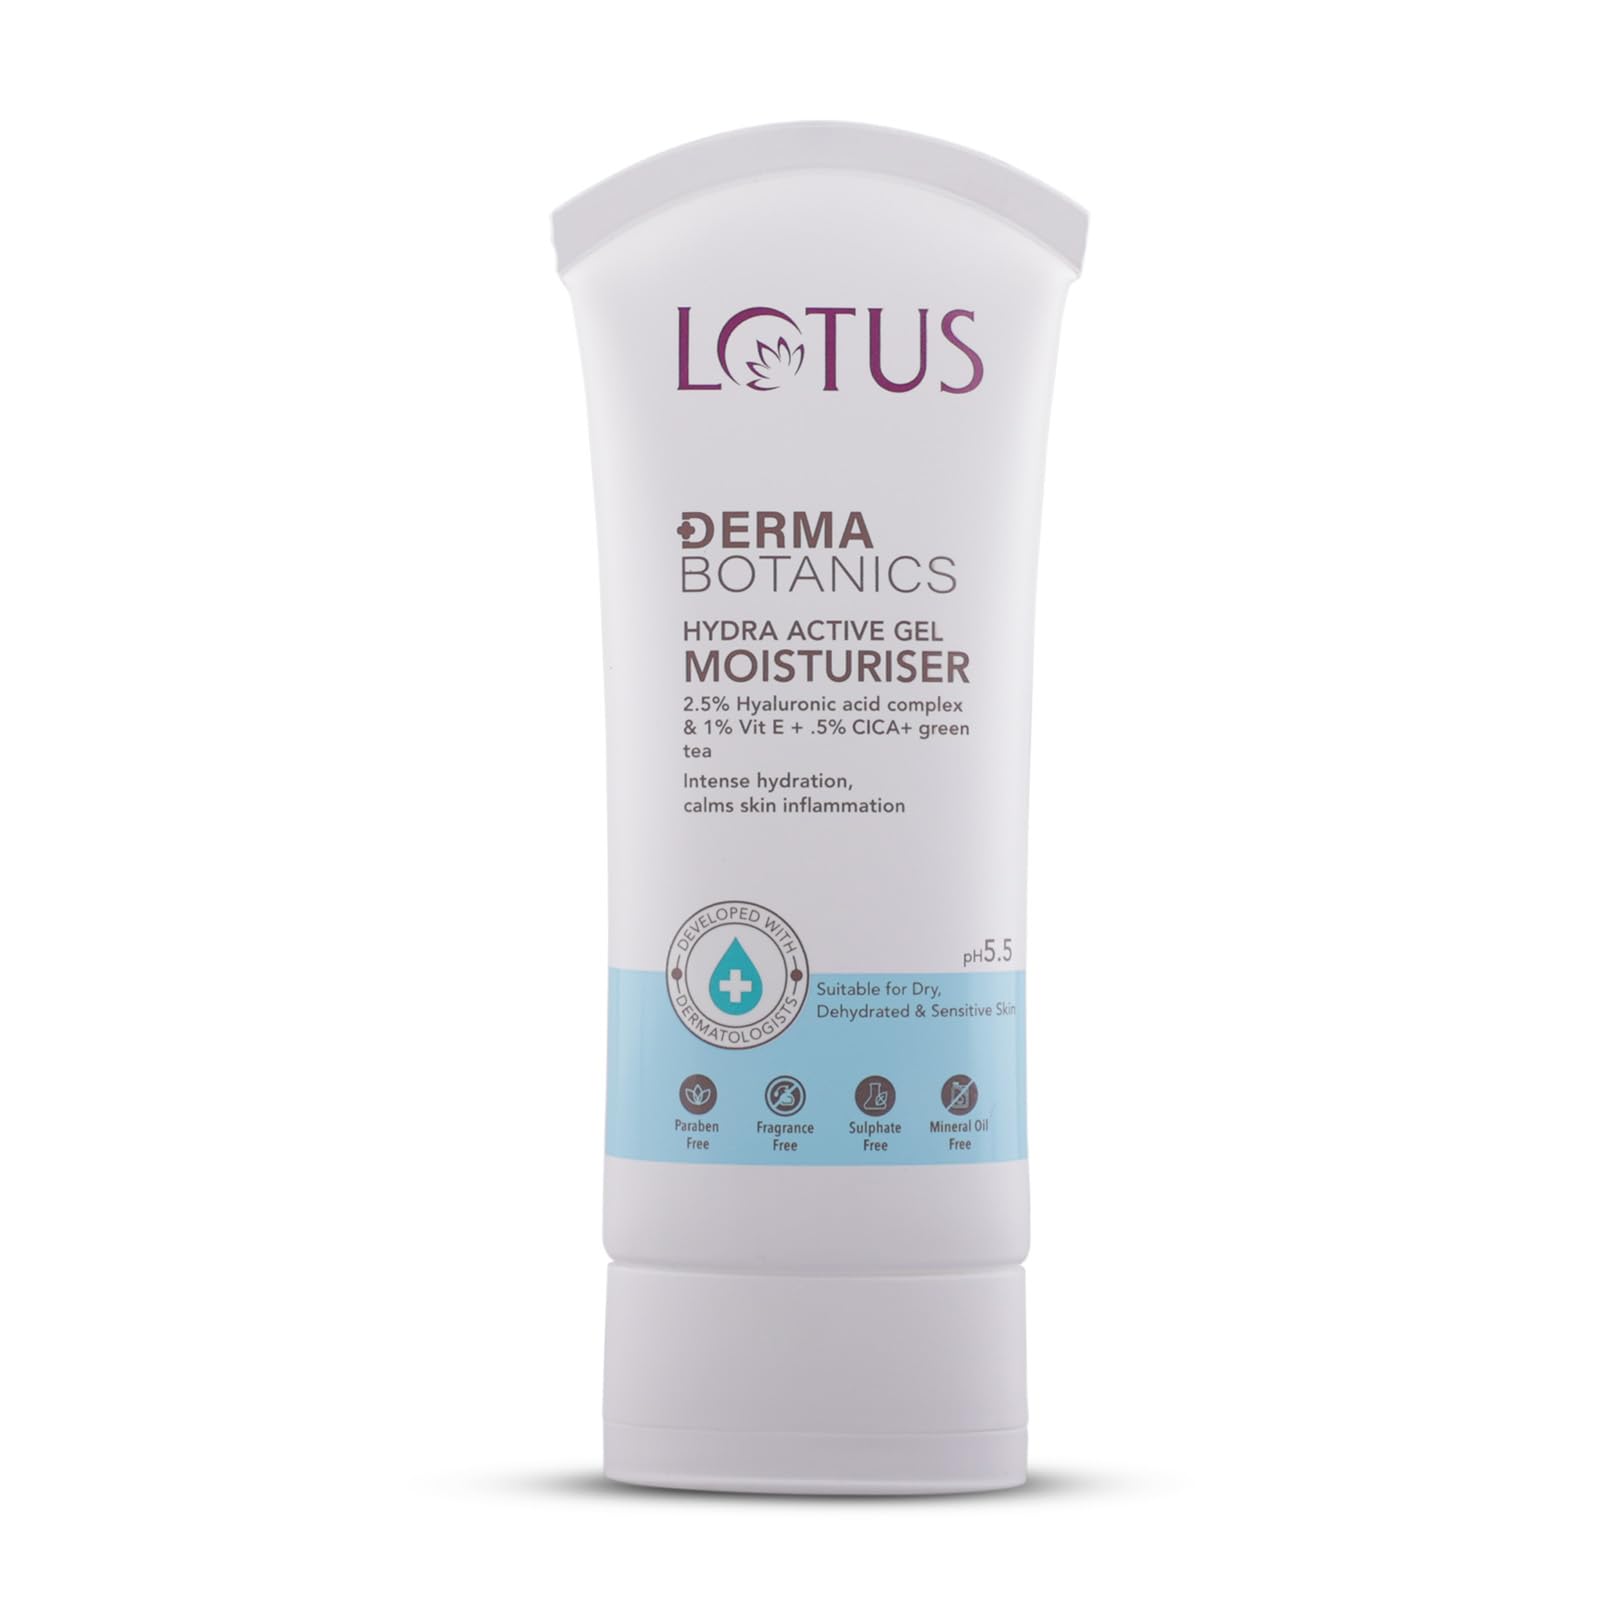 LOTUS
DERMA
BOTANICS
HYDRA ACTIVE GEL
MOISTURISER
2.5% Hyaluronic acid complex
& 1% Vit E + .5% CICA+ green
tea
Intense hydration,
calms skin inflammation
DEVELOPED WITH
DERMATOLOGISTS
pH5.5
Suitable for Dry,
Dehydrated & Sensitive Skin
Paraben
Free
Fragrance
Free
Sulphate
Free
Mineral Oil
Free